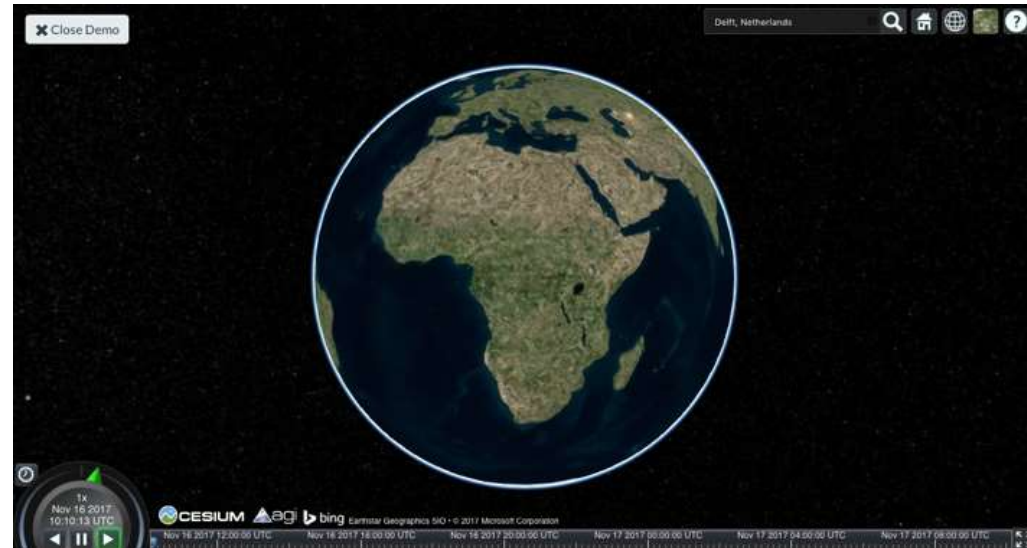 ✖ Close Demo
Delft, Netherlands
?
1x
Nov 16 2017
10:10:13 UTC
CESIUM agi bing Earthstar Geographics SIO • © 2017 Microsoft Corporation
Nov 16 2017 12:00:00 UTC Nov 16 2017 16:00:00 UTC Nov 16 2017 20:00:00 UTC Nov 17 2017 00:00:00 UTC Nov 17 2017 04:00:00 UTC Nov 17 2017 08:00:00 UTC